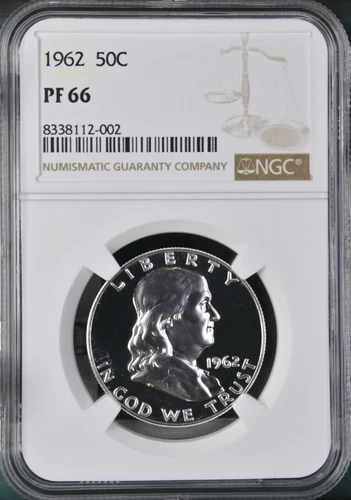 1962 50C
PF 66
8338112-002
NUMISMATIC GUARANTY COMPANY
NGC
LIBERTY
1962
IN GOD WE TRUST